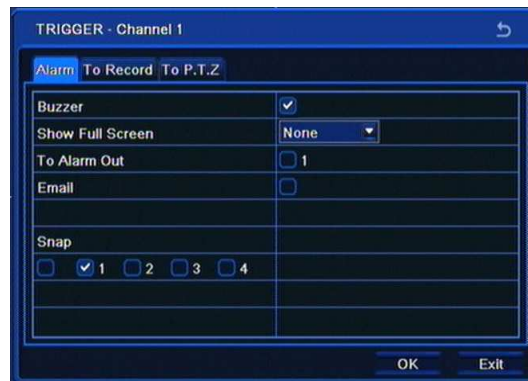 TRIGGER - Channel 1
Alarm To Record To P.T.Z
Buzzer
Show Full Screen None
To Alarm Out 1
Email
Snap
1 2 3 4
OK Exit